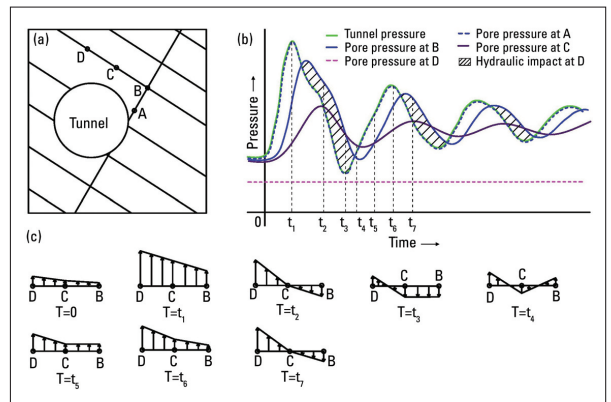 (a)
D
C
B
A
Tunnel
(b)
Tunnel pressure
Pore pressure at B
Pore pressure at D
Pore pressure at A
Pore pressure at C
Hydraulic impact at D
Pressure
0
t1
t2
t3
t4
t5
t6
t7
Time
(c)
D C B
T=0
D C B
T=t1
D C B
T=t2
D C B
T=t3
D C B
T=t4
D C B
T=t5
D C B
T=t6
D C B
T=t7